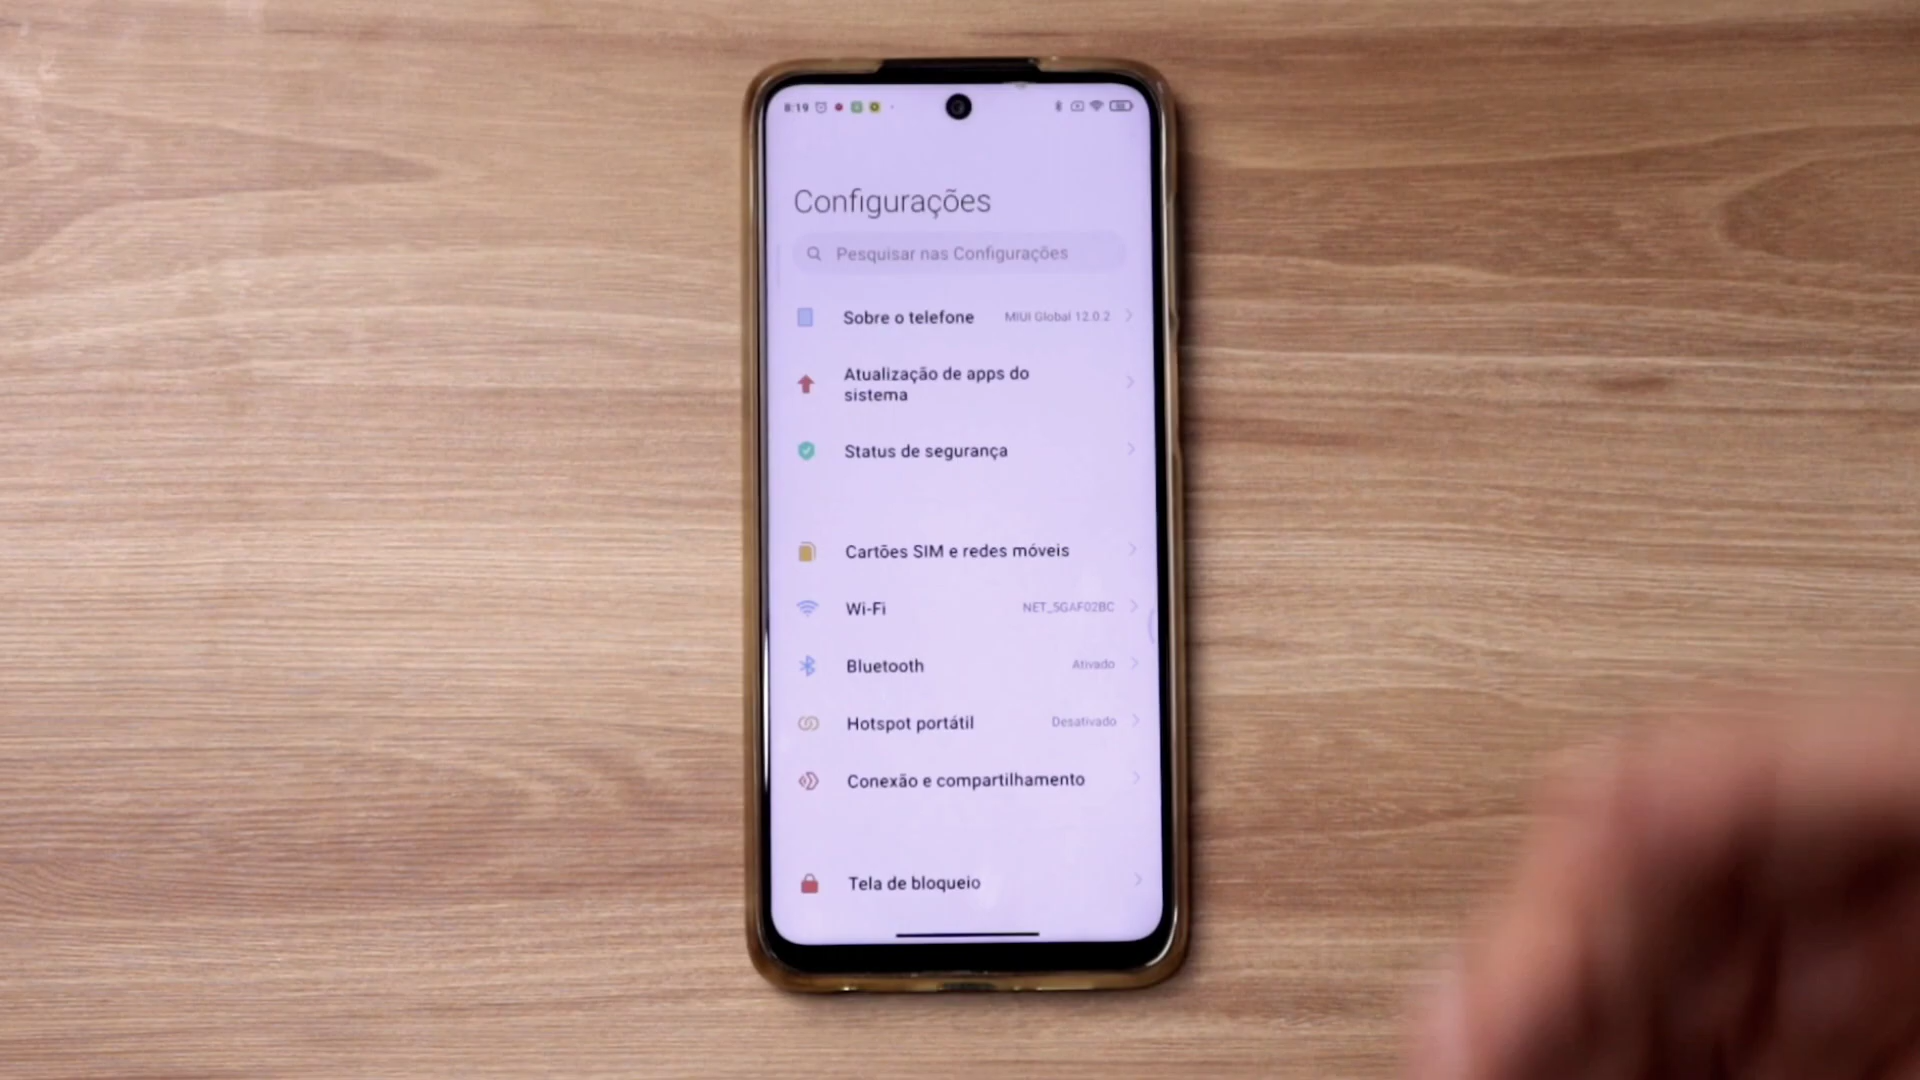 8:19
Configurações
Pesquisar nas Configurações
Sobre o telefone MIUI Global 12.0.2
Atualização de apps do
sistema
Status de segurança
Cartões SIM e redes móveis
Wi-Fi NET_5GAF02BC
Bluetooth Ativado
Hotspot portátil Desativado
Conexão e compartilhamento
Tela de bloqueio